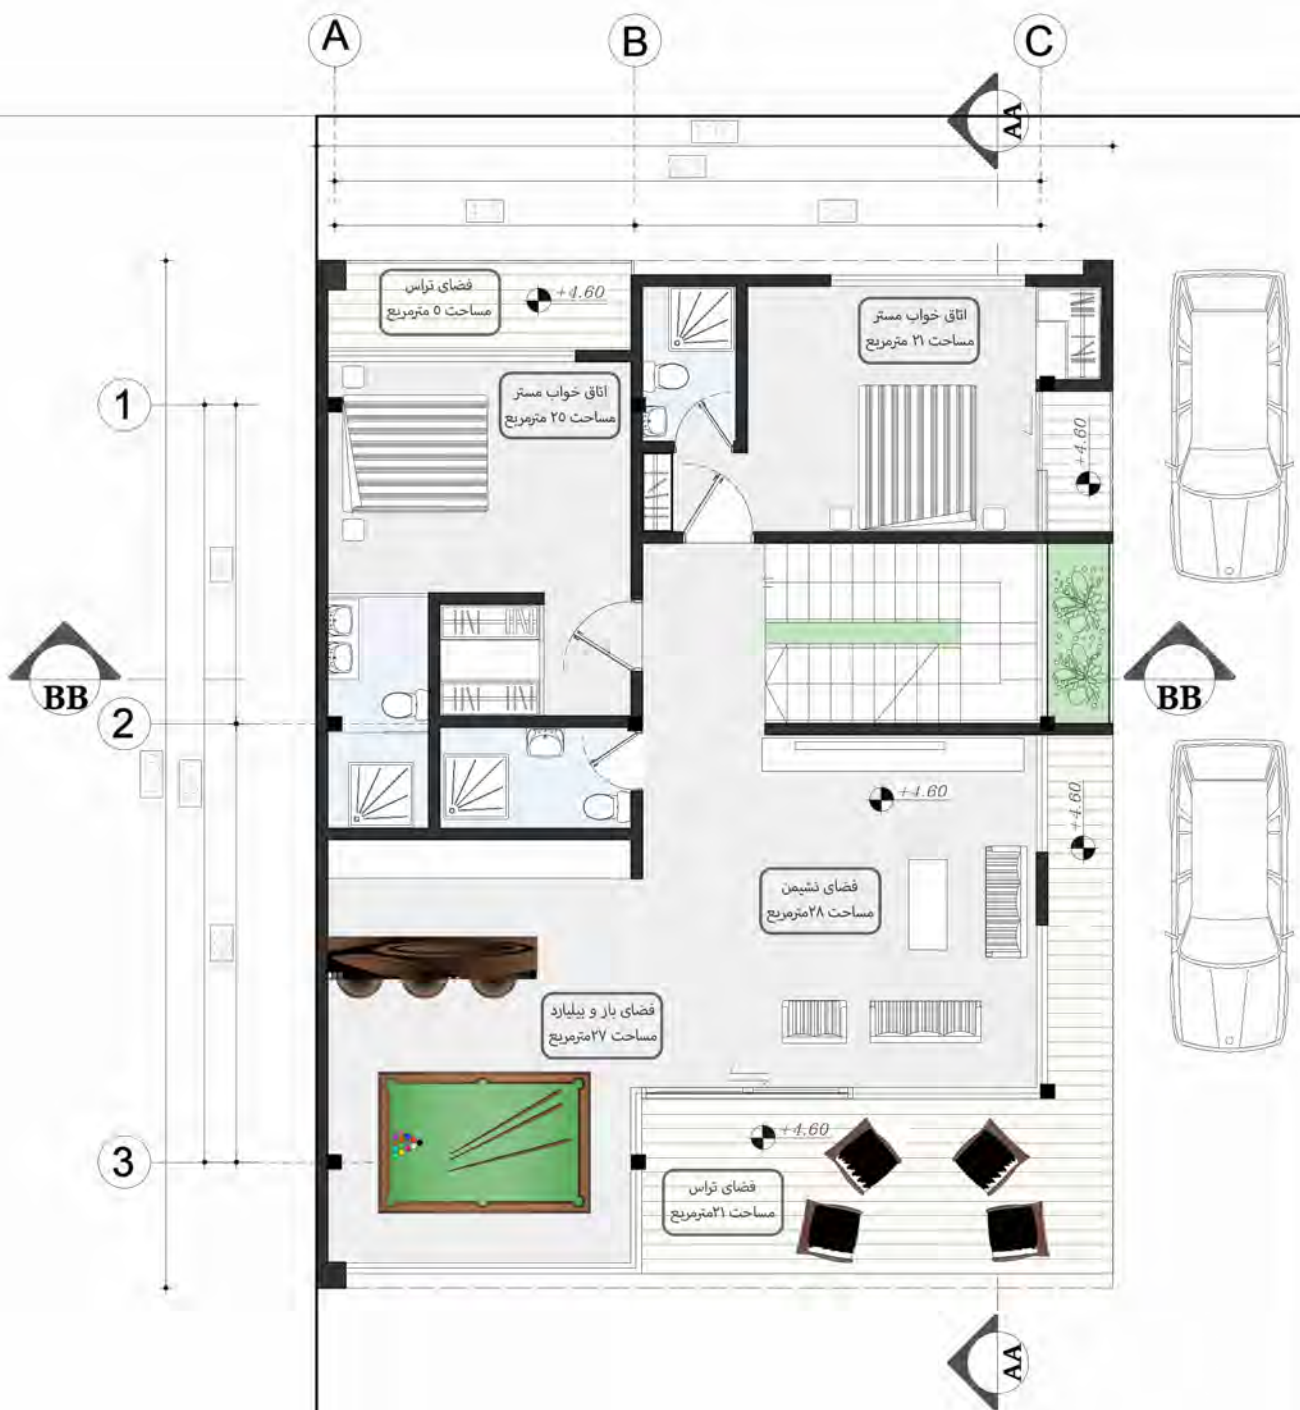 A
B
C
AA
فضای تراس
مساحت ۵ مترمربع
+4.60
اتاق خواب مستر
مساحت ۲۱ مترمربع
اتاق خواب مستر
مساحت ۲۵ مترمربع
1
+4.60
BB
BB
2
+4.60
+4.60
فضای نشیمن
مساحت ۲۸مترمربع
فضای بار و بیلیارد
مساحت ۲۷مترمربع
+4.60
3
فضای تراس
مساحت ۲۱مترمربع
AA